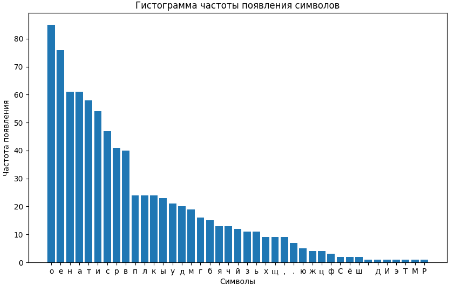 Гистограмма частоты появления символов
Частота появления
80
70
60
50
40
30
20
10
0
о е н а т и с р в п л к ы у д м г б я ч й з ь х щ , . ю ж ц ф С ё ш Д И э Т М Р
Символы